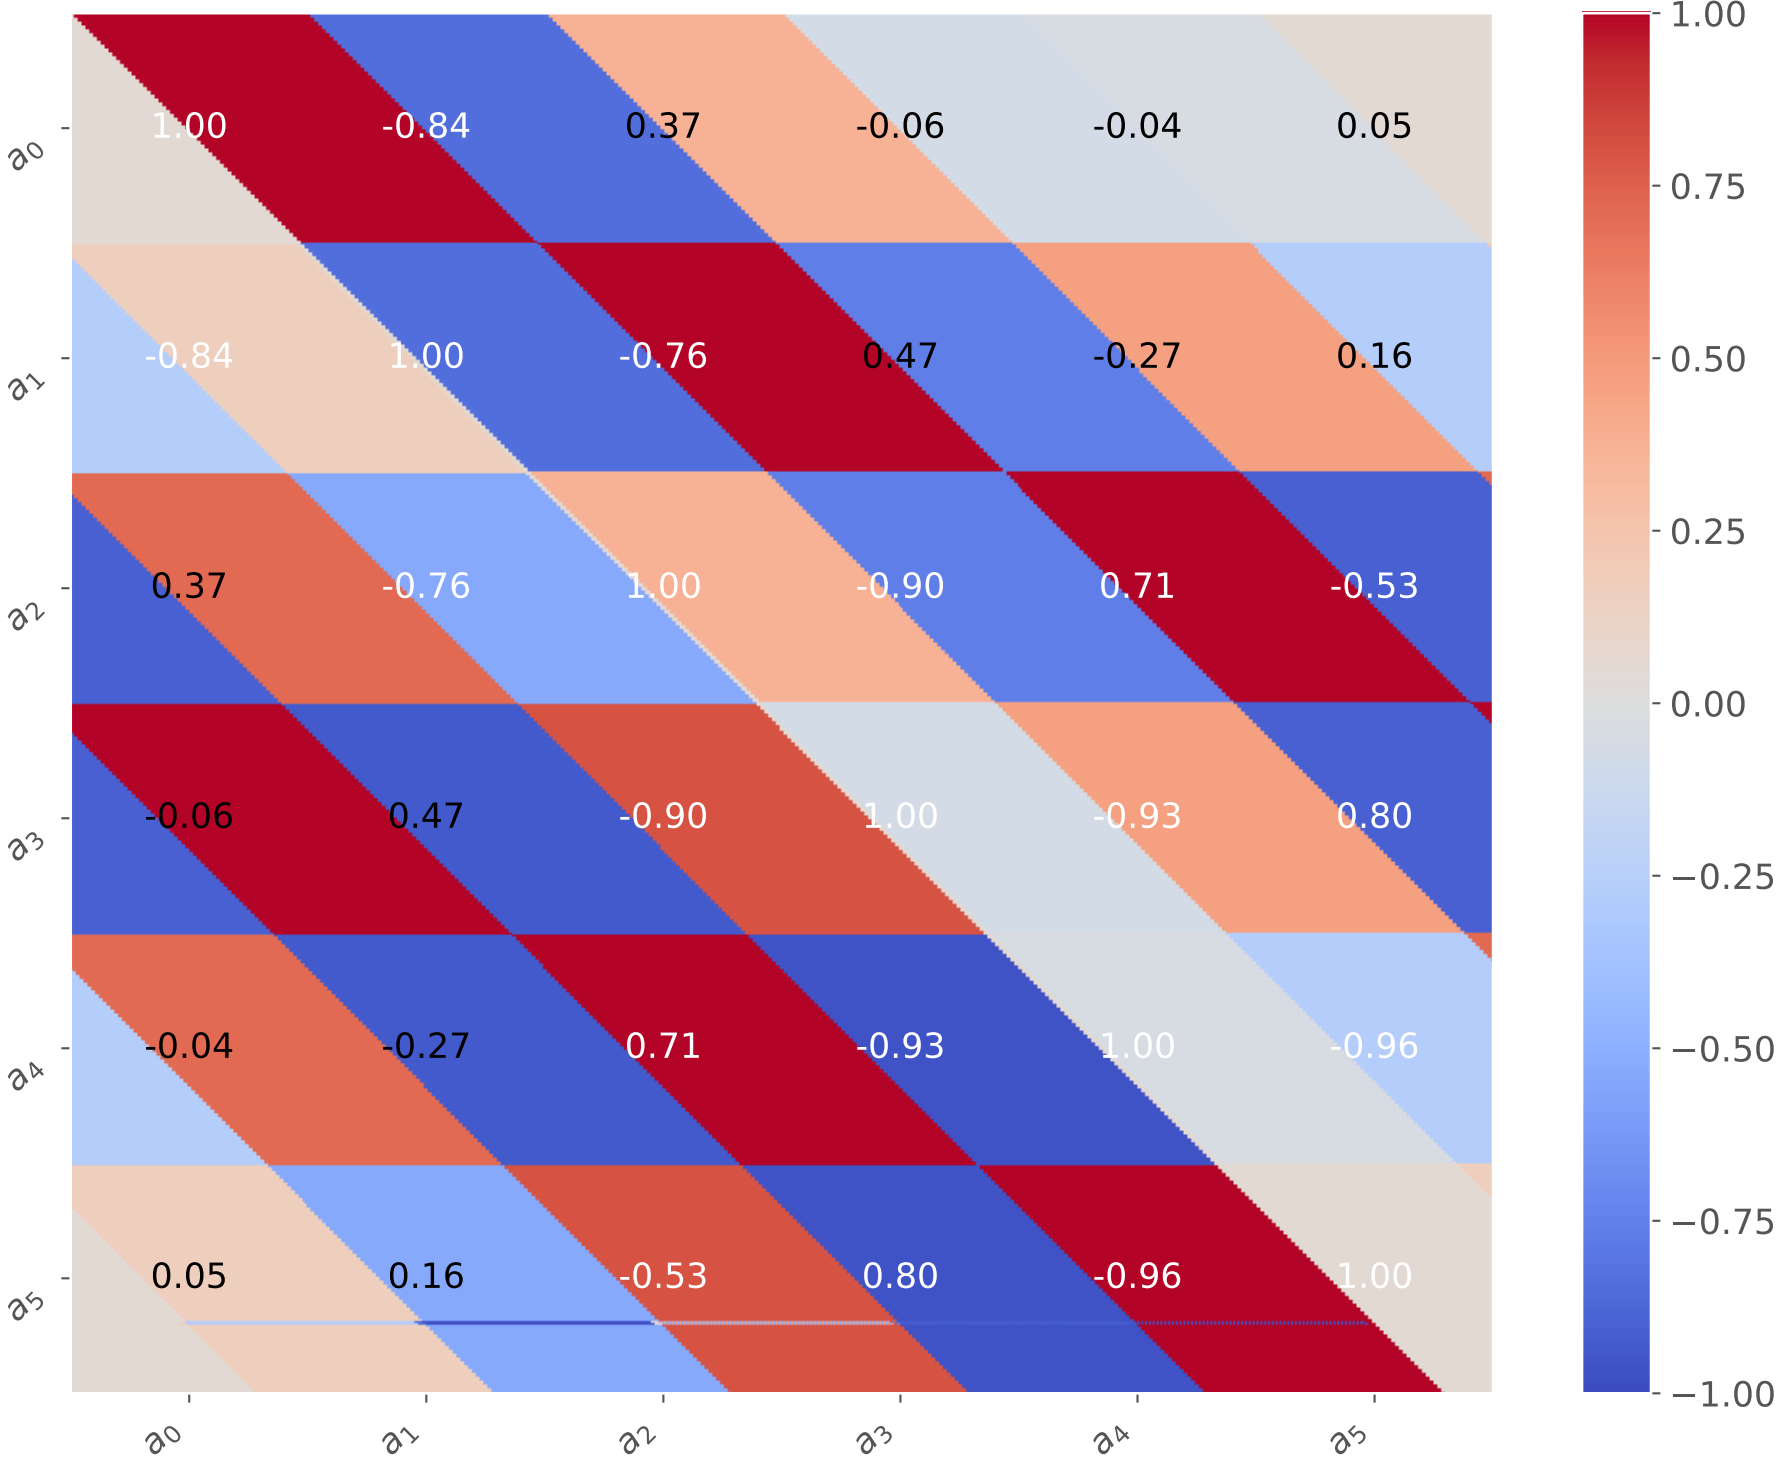 1.00
a0 1.00 -0.84 0.37 -0.06 -0.04 0.05
0.75
a1 -0.84 1.00 -0.76 0.47 -0.27 0.16
0.50
0.25
a2 0.37 -0.76 1.00 -0.90 0.71 -0.53
0.00
a3 -0.06 0.47 -0.90 1.00 -0.93 0.80
−0.25
a4 -0.04 -0.27 0.71 -0.93 1.00 -0.96
−0.50
−0.75
a5 0.05 0.16 -0.53 0.80 -0.96 1.00
−1.00
a0 a1 a2 a3 a4 a5